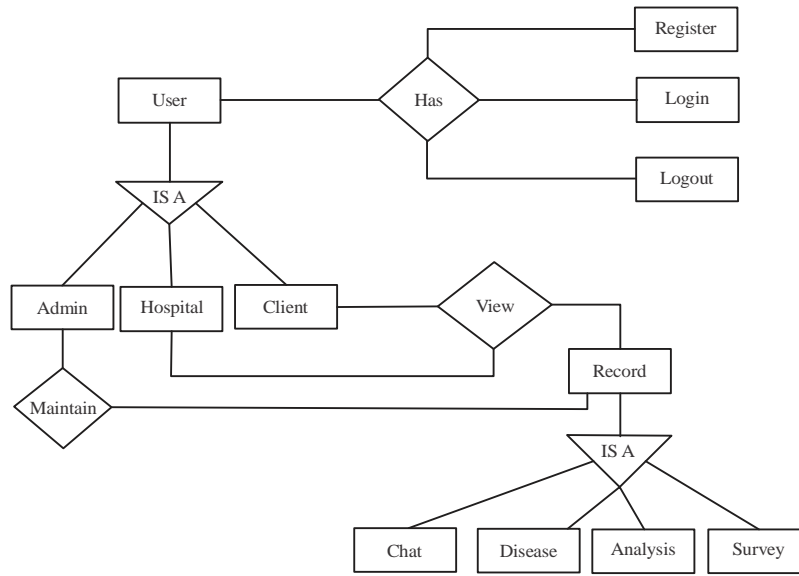 Register
User
Has
Login
Logout
IS A
Admin
Hospital
Client
View
Record
Maintain
IS A
Chat
Disease
Analysis
Survey